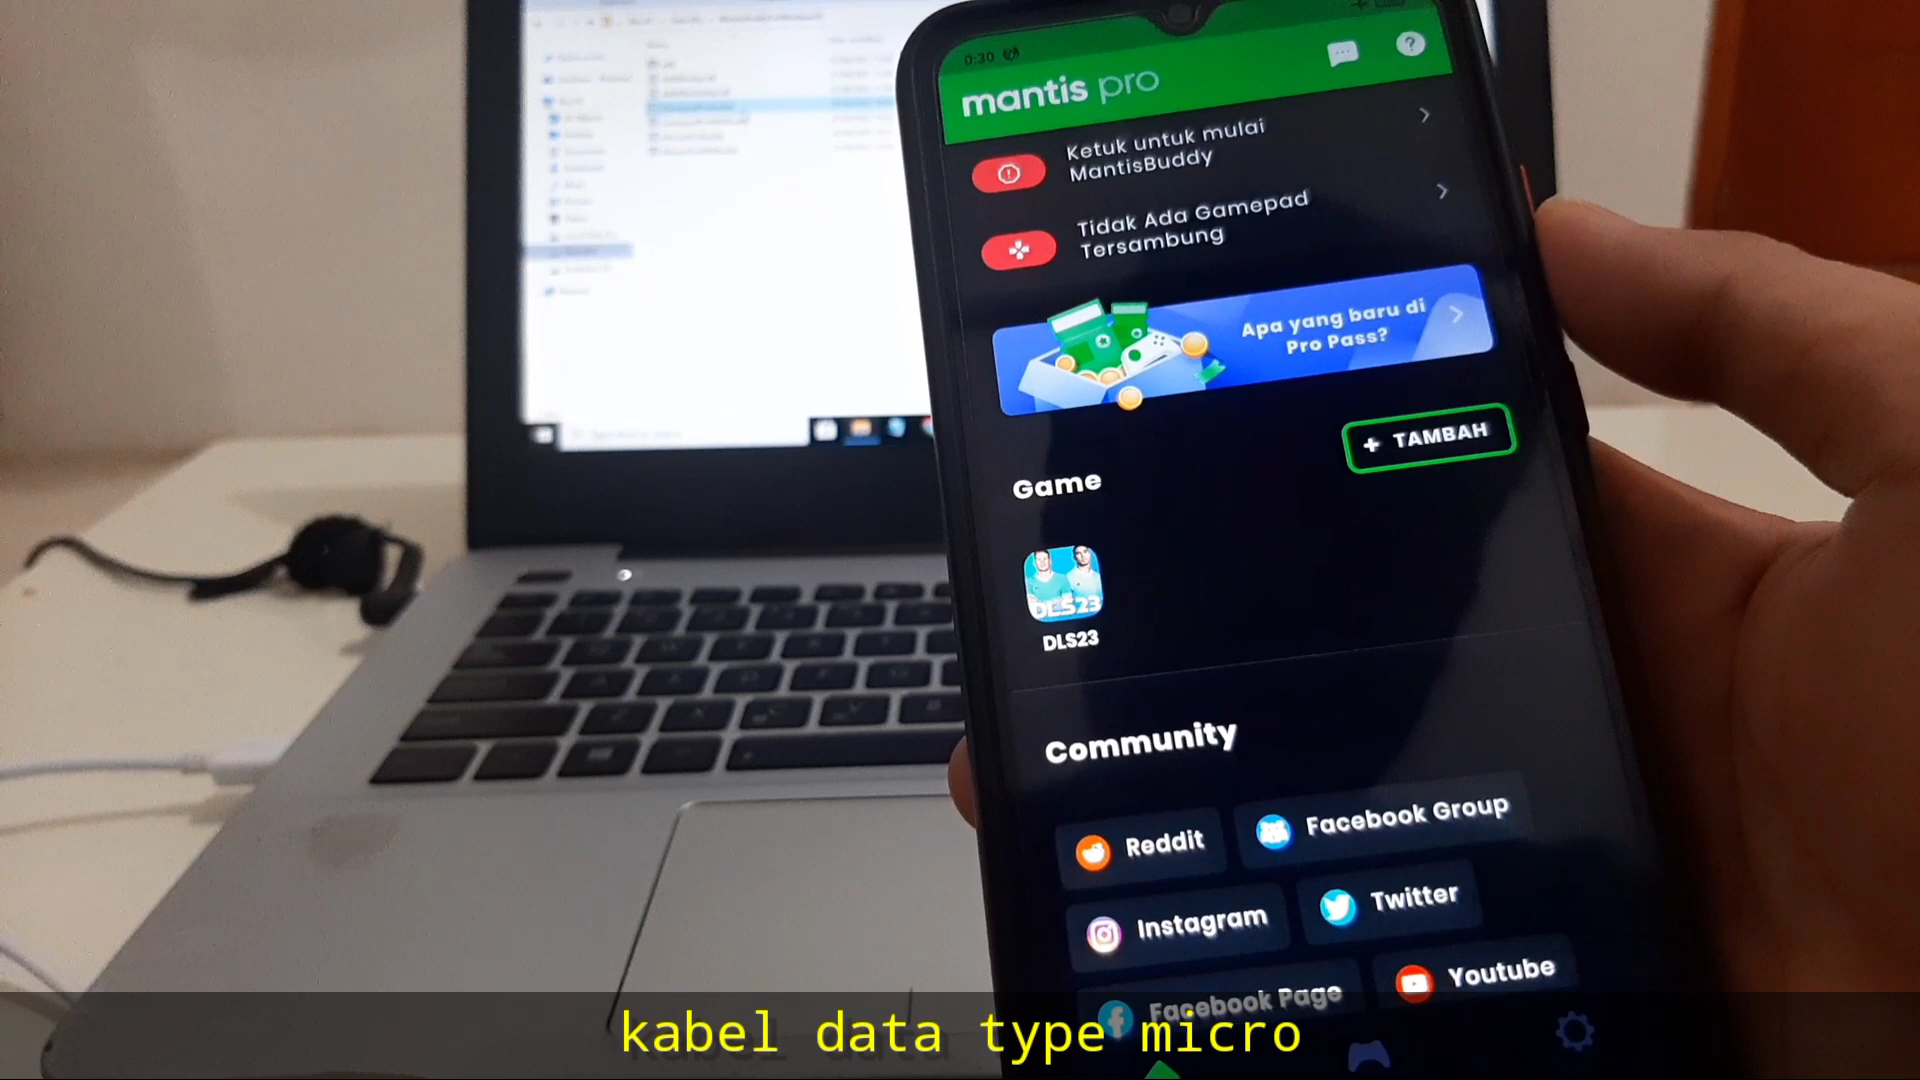 0:30
mantis pro
Ketuk untuk mulai
MantisBuddy
Tidak Ada Gamepad
Tersambung
Apa yang baru di
Pro Pass?
+ TAMBAH
Game
DLS23
DLS23
Community
Reddit
Facebook Group
Instagram
Twitter
Facebook Page
Youtube
kabel data type micro